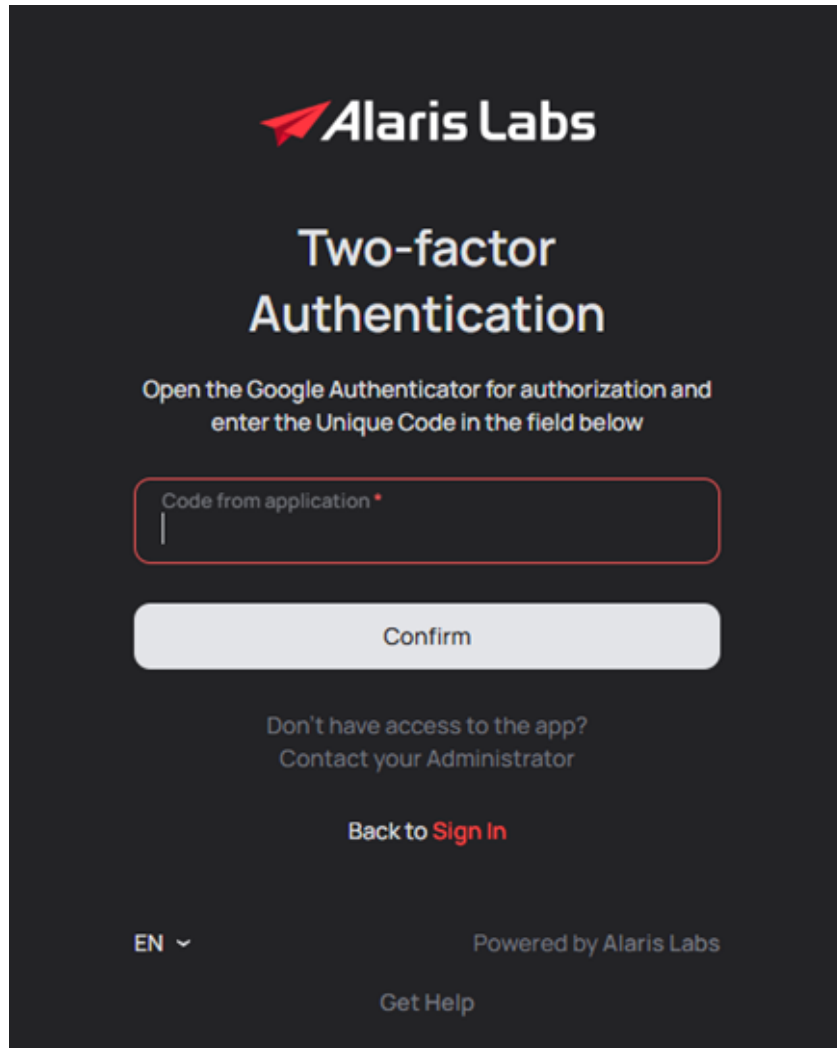 Alaris Labs
Two-factor
Authentication
Open the Google Authenticator for authorization and
enter the Unique Code in the field below
Code from application *
Confirm
Don't have access to the app?
Contact your Administrator
Back to Sign In
EN
Powered by Alaris Labs
Get Help